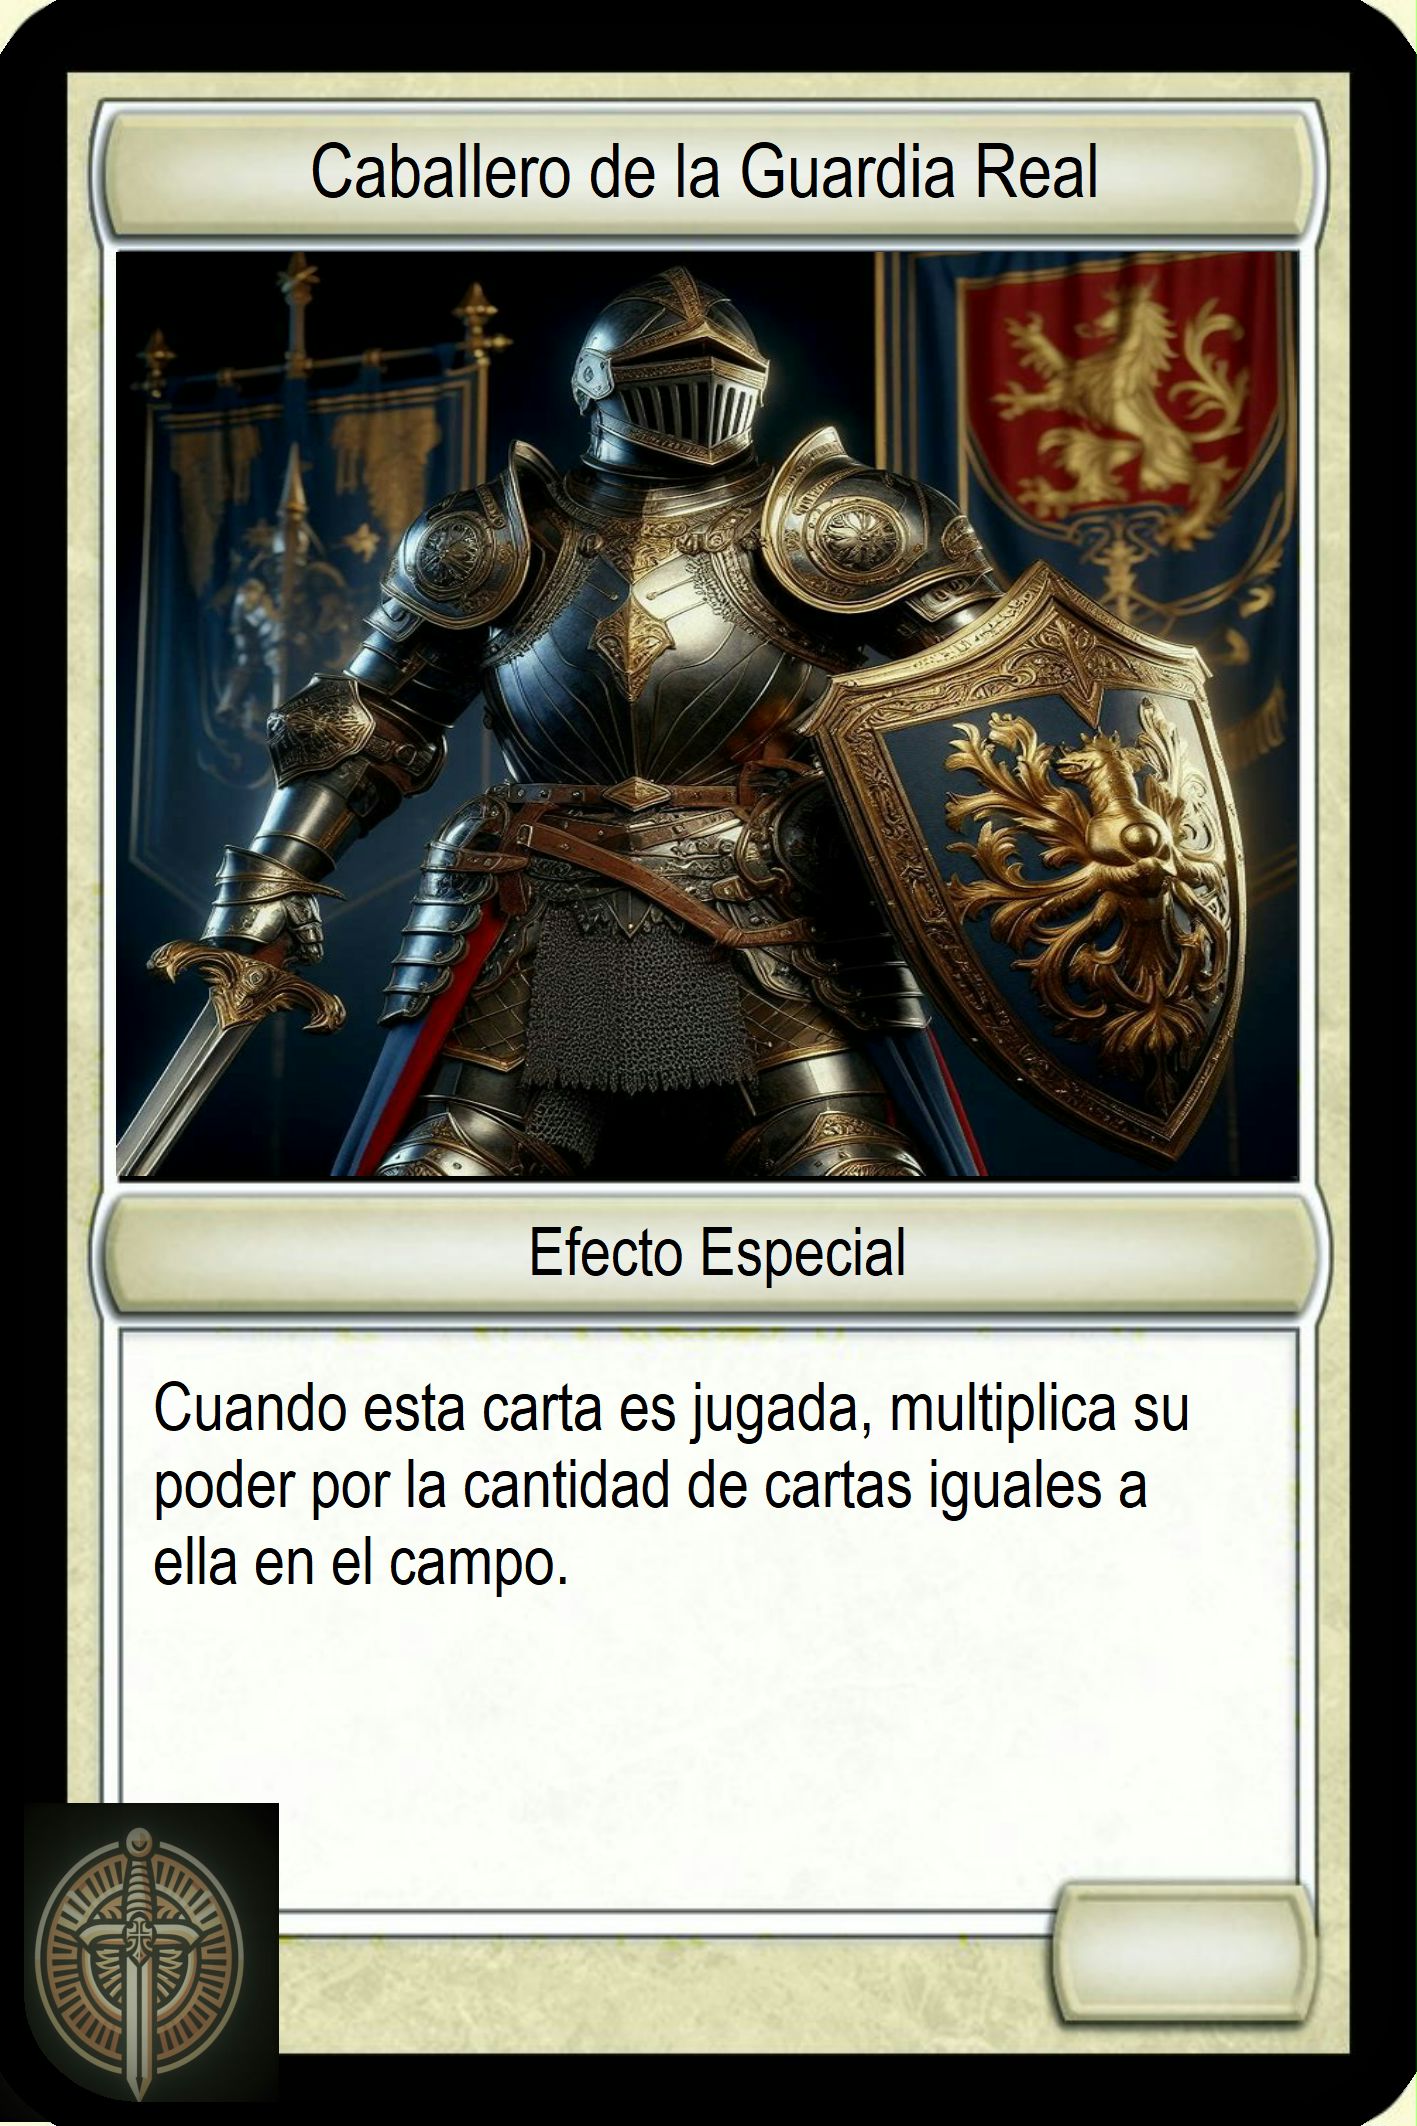 Caballero de la Guardia Real
Efecto Especial
Cuando esta carta es jugada, multiplica su
poder por la cantidad de cartas iguales a
ella en el campo.